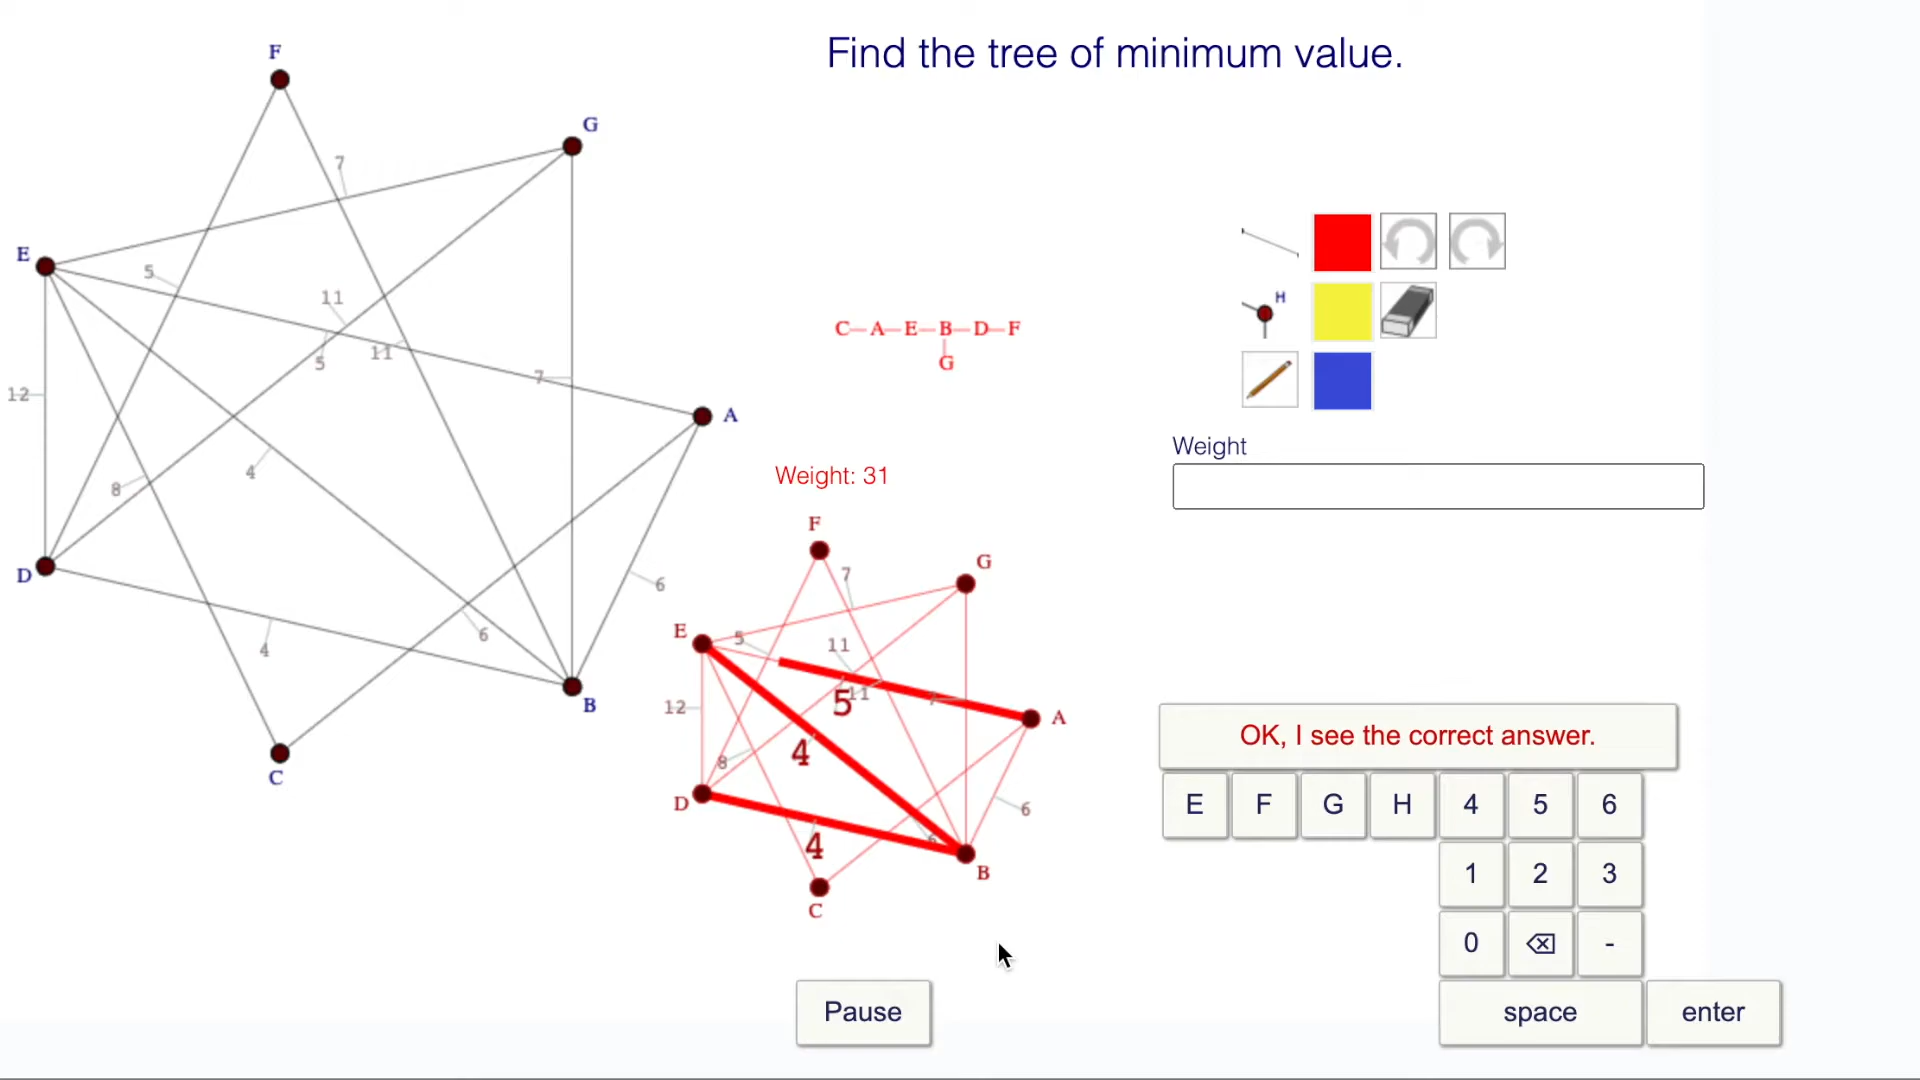 Find the tree of minimum value.
F
G
7
E
5
11
5
11
7
12
A
8
4
D
6
6
4
B
C
C—A—E—B—D—F
G
Weight: 31
F
G
7
E
5
11
5
11
7
12
A
4
8
D
6
6
4
B
C
H
Weight
OK, I see the correct answer.
E F G H 4 5 6
1 2 3
0 -
Pause
space
enter